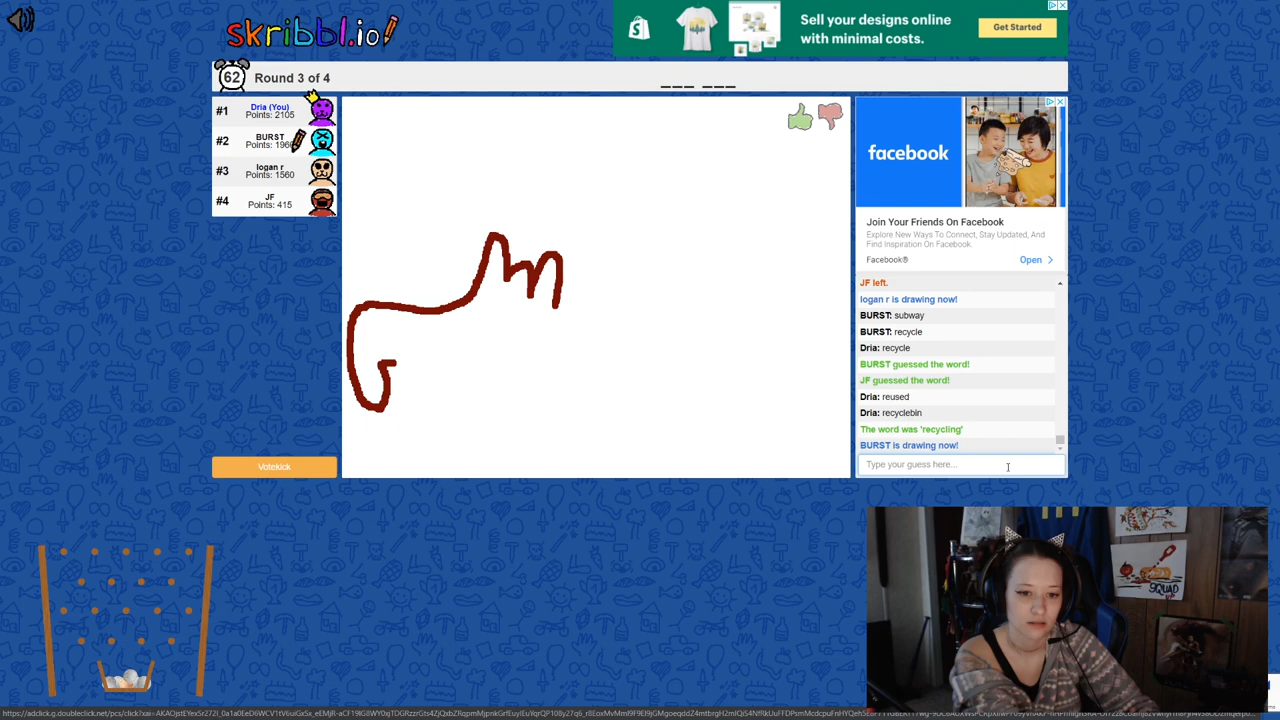 skribbl.io
Sell your designs online
with minimal costs.
Get Started
62
Round 3 of 4
___ ___
#1
Dria (You)
Points: 2105
#2
BURST
#3
logan r
Points: 1560
#4
JF
Points: 415
Votekick
facebook
Join Your Friends On Facebook
Explore New Ways To Connect, Stay Updated, And
Find Inspiration On Facebook.
Facebook®
Open
JF left.
logan r is drawing now!
BURST: subway
BURST: recycle
Dria: recycle
BURST guessed the word!
JF guessed the word!
Dria: reused
Dria: recyclebin
The word was 'recycling'
BURST is drawing now!
Type your guess here...
SQUAD